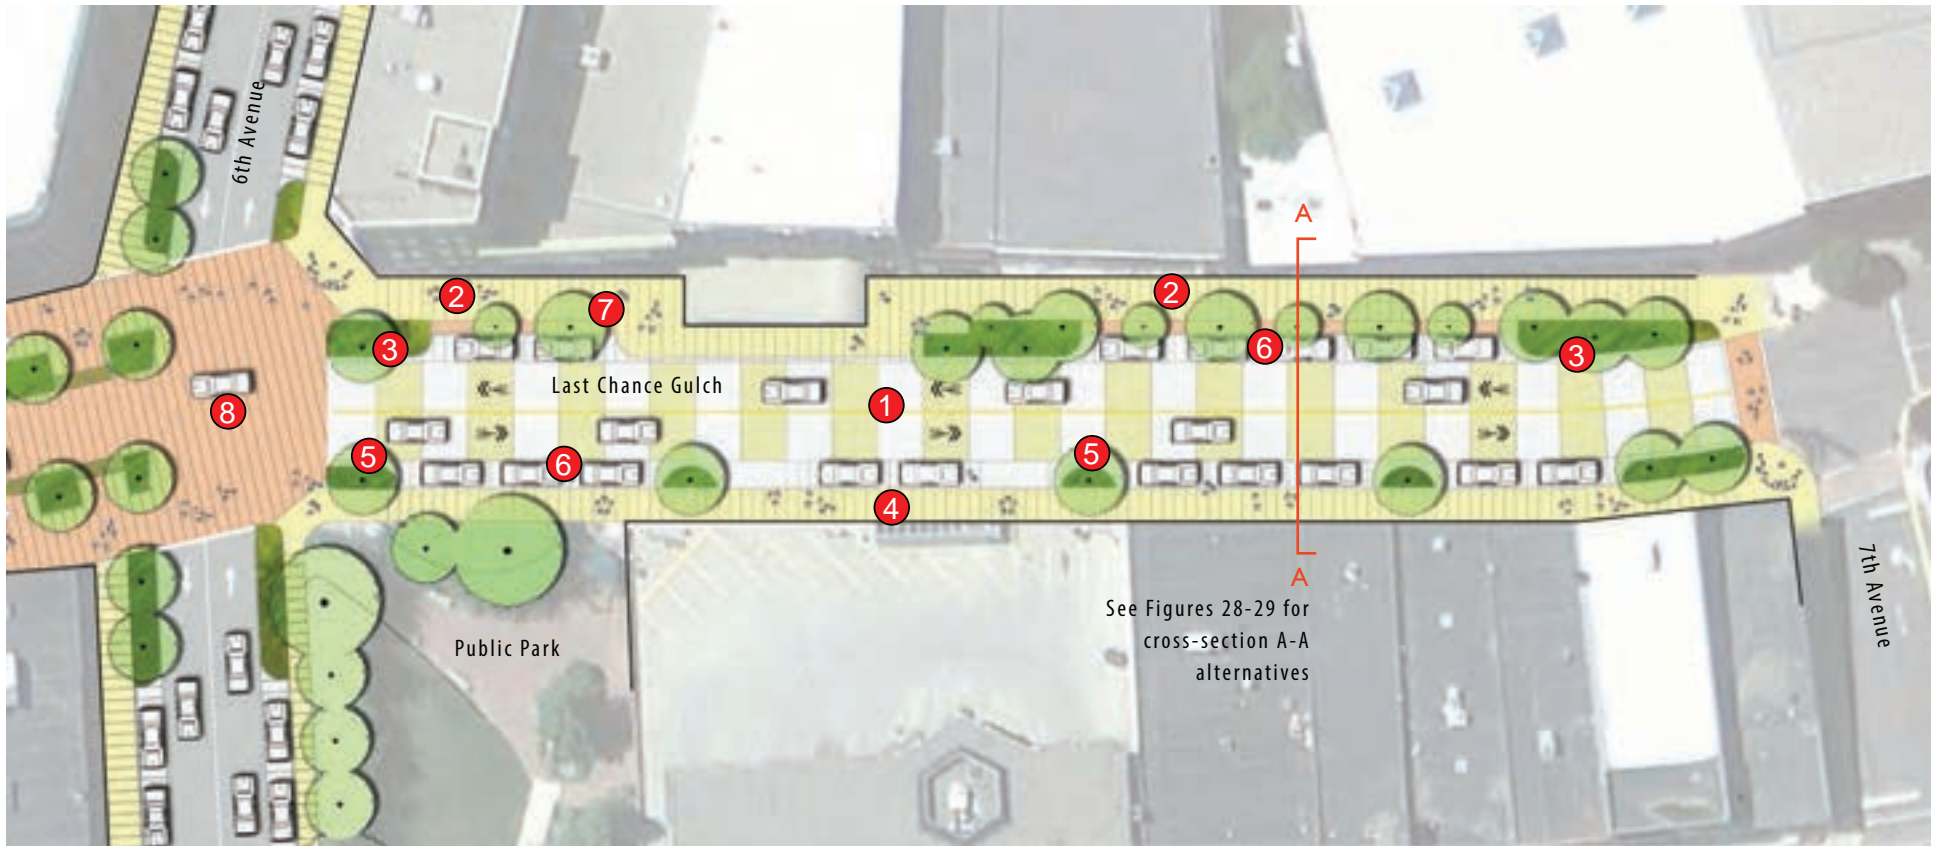 6th Avenue
A
2
7
2
3
6
3
8
Last Chance Gulch
1
5
6
5
4
A
See Figures 28-29 for
cross-section A-A
alternatives
Public Park
7th Avenue